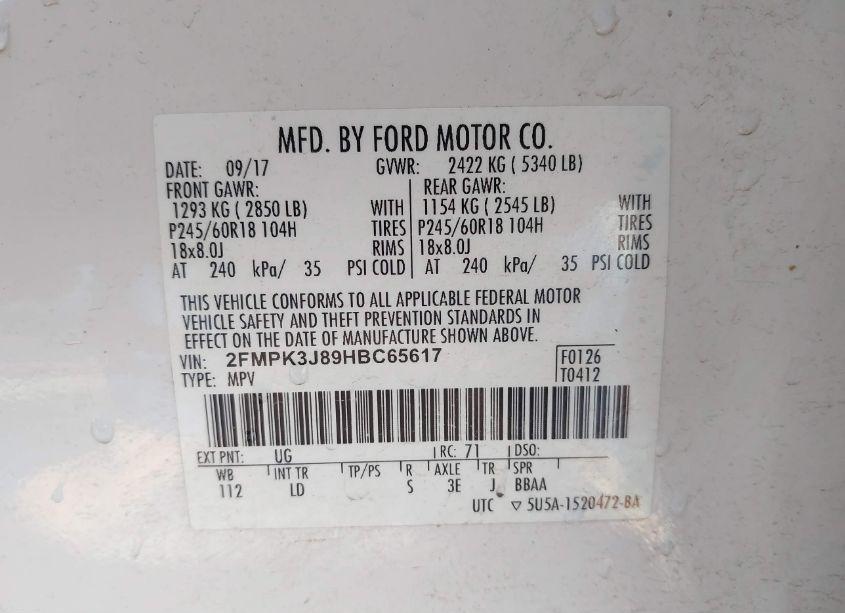 MFD. BY FORD MOTOR CO.
DATE: 09/17 GVWR: 2422 KG ( 5340 LB)
FRONT GAWR: REAR GAWR:
1293 KG ( 2850 LB) WITH 1154 KG ( 2545 LB) WITH
P245/60R18 104H TIRES P245/60R18 104H TIRES
18x8.0J RIMS 18x8.0J RIMS
AT 240 kPa/ 35 PSI COLD AT 240 kPa/ 35 PSI COLD
THIS VEHICLE CONFORMS TO ALL APPLICABLE FEDERAL MOTOR
VEHICLE SAFETY AND THEFT PREVENTION STANDARDS IN
EFFECT ON THE DATE OF MANUFACTURE SHOWN ABOVE.
VIN: 2FMPK3J89HBC65617 F0126
TYPE: MPV T0412
EXT PNT: UG RC: 71 DSO:
WB INT TR TP/PS R AXLE TR SPR
112 LD S 3E J BBAA
UTC ▽ 5U5A-1520472-BA